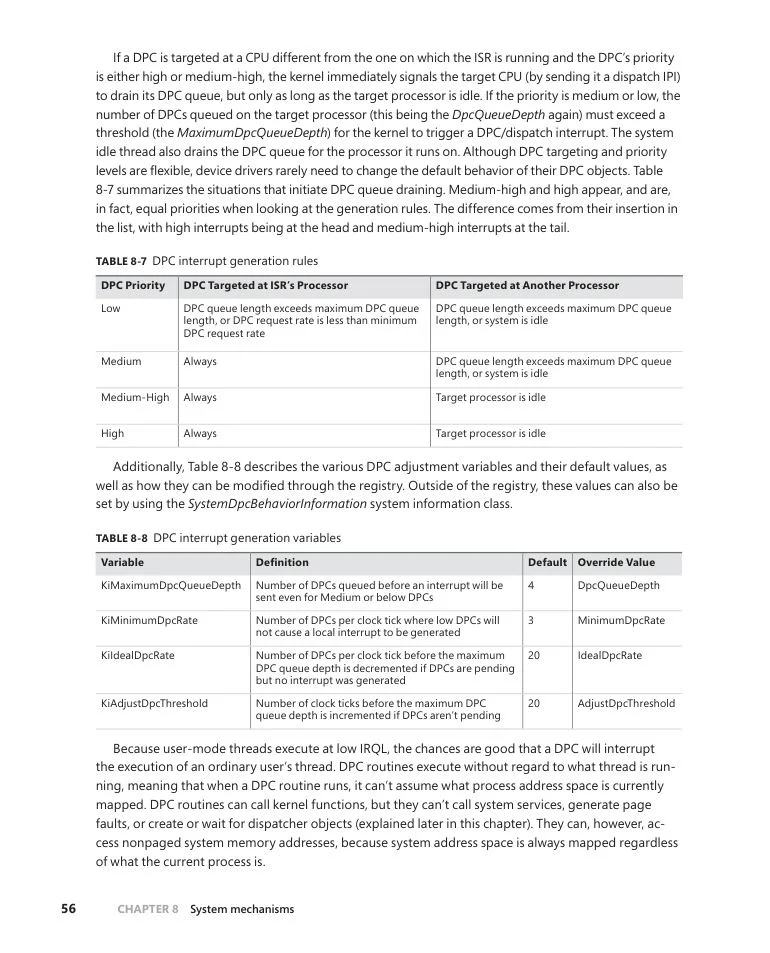 If a DPC is targeted at a CPU different from the one on which the ISR is running and the DPC's priority
is either high or medium-high, the kernel immediately signals the target CPU (by sending it a dispatch IPI)
to drain its DPC queue, but only as long as the target processor is idle. If the priority is medium or low, the
number of DPCs queued on the target processor (this being the DpcQueueDepth again) must exceed a
threshold (the MaximumDpcQueueDepth) for the kernel to trigger a DPC/dispatch interrupt. The system
idle thread also drains the DPC queue for the processor it runs on. Although DPC targeting and priority
levels are flexible, device drivers rarely need to change the default behavior of their DPC objects. Table
8-7 summarizes the situations that initiate DPC queue draining. Medium-high and high appear, and are,
in fact, equal priorities when looking at the generation rules. The difference comes from their insertion in
the list, with high interrupts being at the head and medium-high interrupts at the tail.
TABLE 8-7 DPC interrupt generation rules
DPC Priority DPC Targeted at ISR's Processor DPC Targeted at Another Processor
Low DPC queue length exceeds maximum DPC queue DPC queue length exceeds maximum DPC queue
length, or DPC request rate is less than minimum length, or system is idle
DPC request rate
Medium Always DPC queue length exceeds maximum DPC queue
length, or system is idle
Medium-High Always Target processor is idle
High Always Target processor is idle
Additionally, Table 8-8 describes the various DPC adjustment variables and their default values, as
well as how they can be modified through the registry. Outside of the registry, these values can also be
set by using the SystemDpcBehaviorInformation system information class.
TABLE 8-8 DPC interrupt generation variables
Variable Definition Default Override Value
KiMaximumDpcQueueDepth Number of DPCs queued before an interrupt will be 4 DpcQueueDepth
sent even for Medium or below DPCs
KiMinimumDpcRate Number of DPCs per clock tick where low DPCs will 3 MinimumDpcRate
not cause a local interrupt to be generated
KiIdealDpcRate Number of DPCs per clock tick before the maximum 20 IdealDpcRate
DPC queue depth is decremented if DPCs are pending
but no interrupt was generated
KiAdjustDpcThreshold Number of clock ticks before the maximum DPC 20 AdjustDpcThreshold
queue depth is incremented if DPCs aren't pending
Because user-mode threads execute at low IRQL, the chances are good that a DPC will interrupt
the execution of an ordinary user's thread. DPC routines execute without regard to what thread is run-
ning, meaning that when a DPC routine runs, it can't assume what process address space is currently
mapped. DPC routines can call kernel functions, but they can't call system services, generate page
faults, or create or wait for dispatcher objects (explained later in this chapter). They can, however, ac-
cess nonpaged system memory addresses, because system address space is always mapped regardless
of what the current process is.
56 CHAPTER 8 System mechanisms